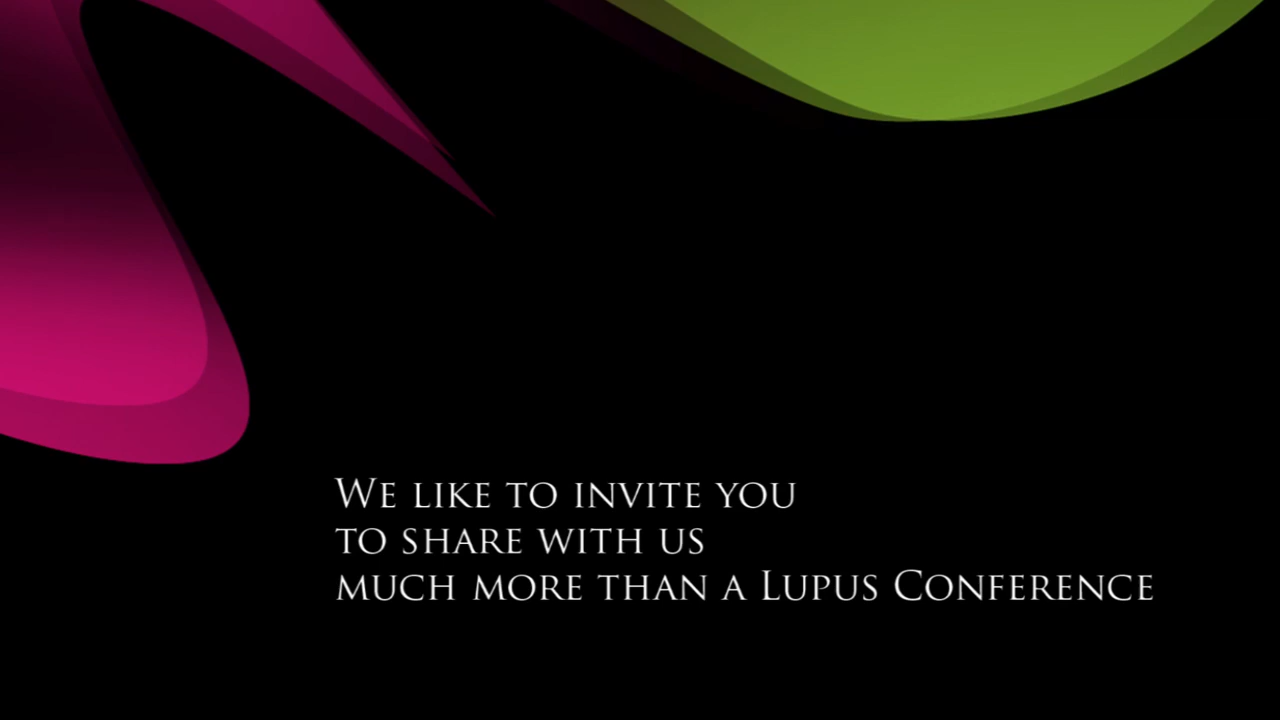 We like to invite you
to share with us
much more than a Lupus Conference